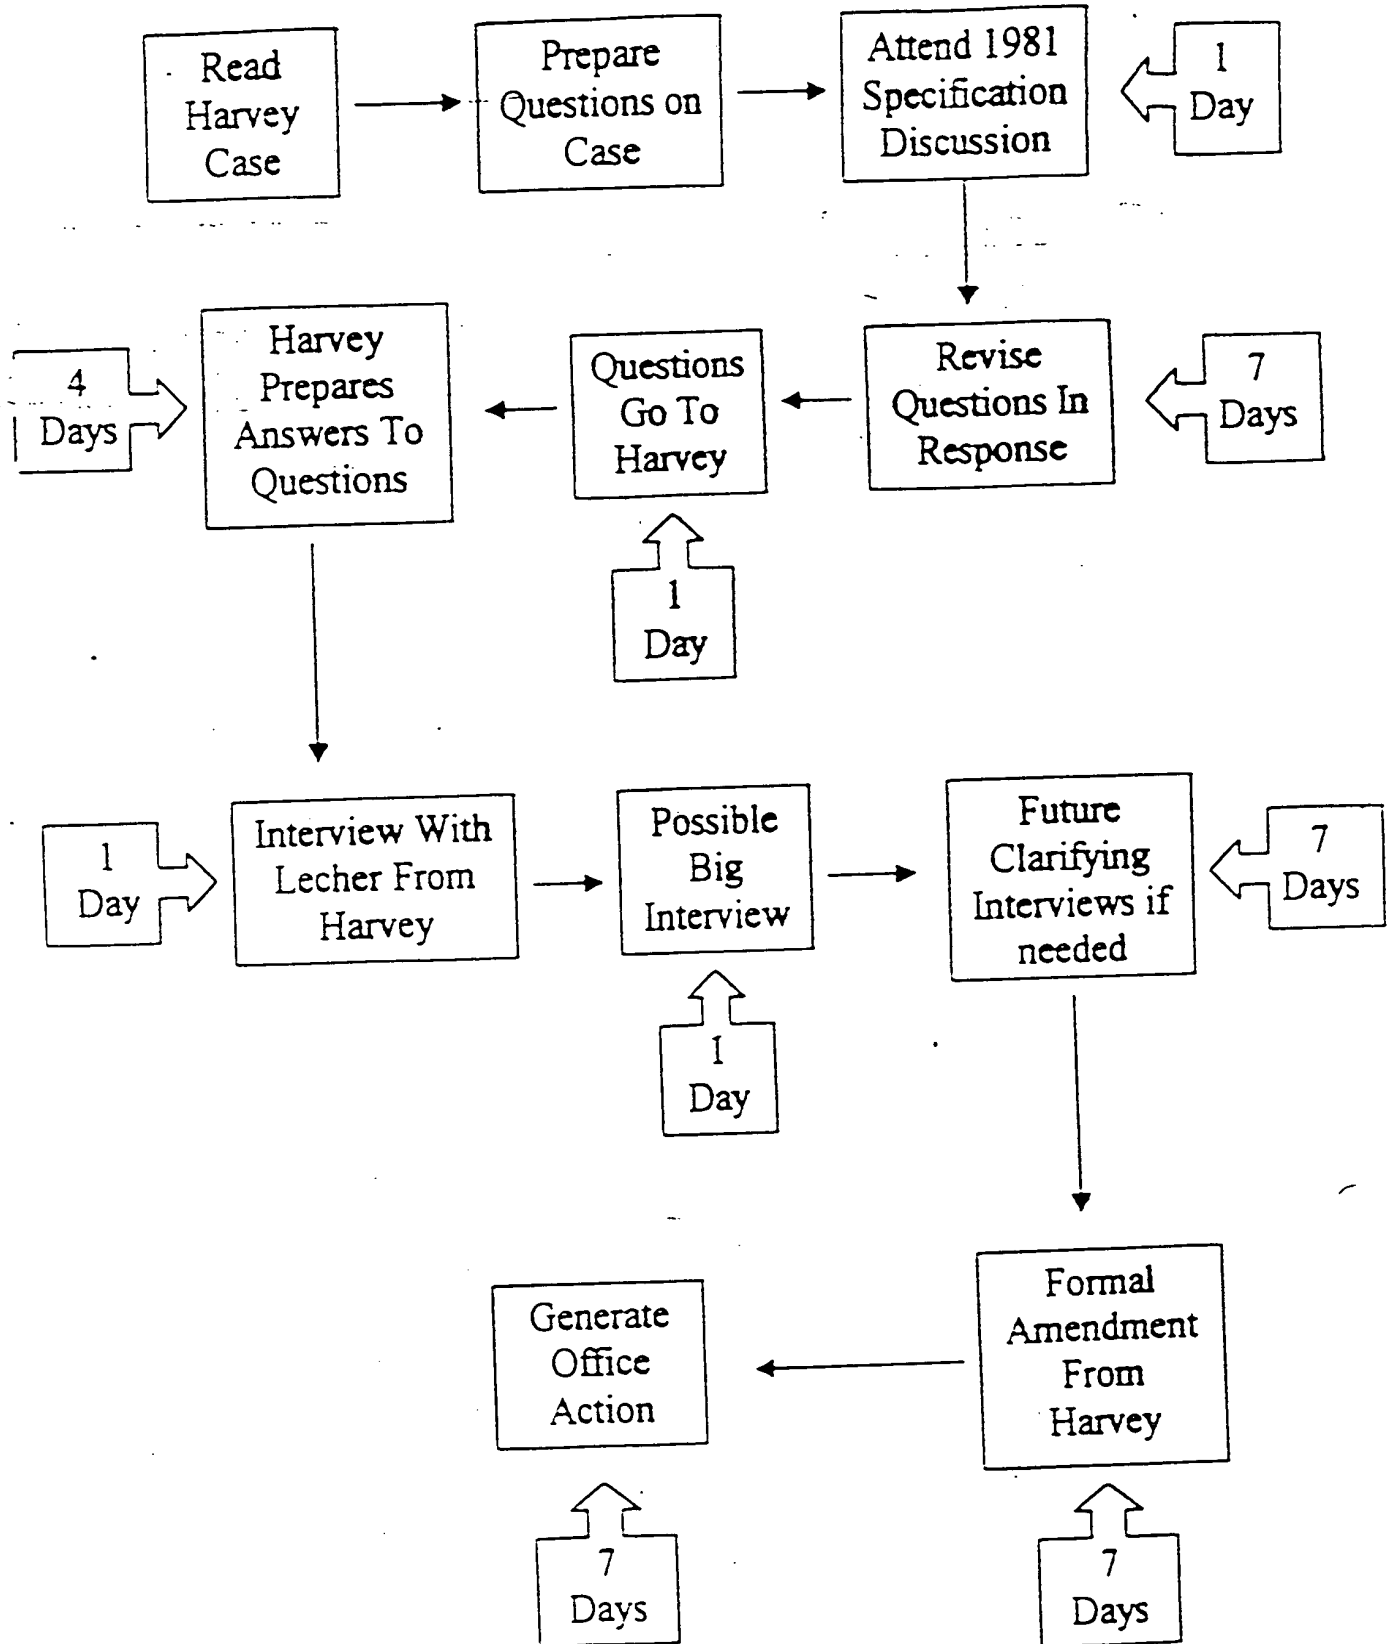 Read
Harvey
Case
Prepare
Questions on
Case
Attend 1981
Specification
Discussion
1
Day
4
Days
Harvey
Prepares
Answers To
Questions
Questions
Go To
Harvey
Revise
Questions In
Response
7
Days
1
Day
1
Day
Interview With
Lecher From
Harvey
Possible
Big
Interview
Future
Clarifying
Interviews if
needed
7
Days
1
Day
Generate
Office
Action
Formal
Amendment
From
Harvey
7
Days
7
Days